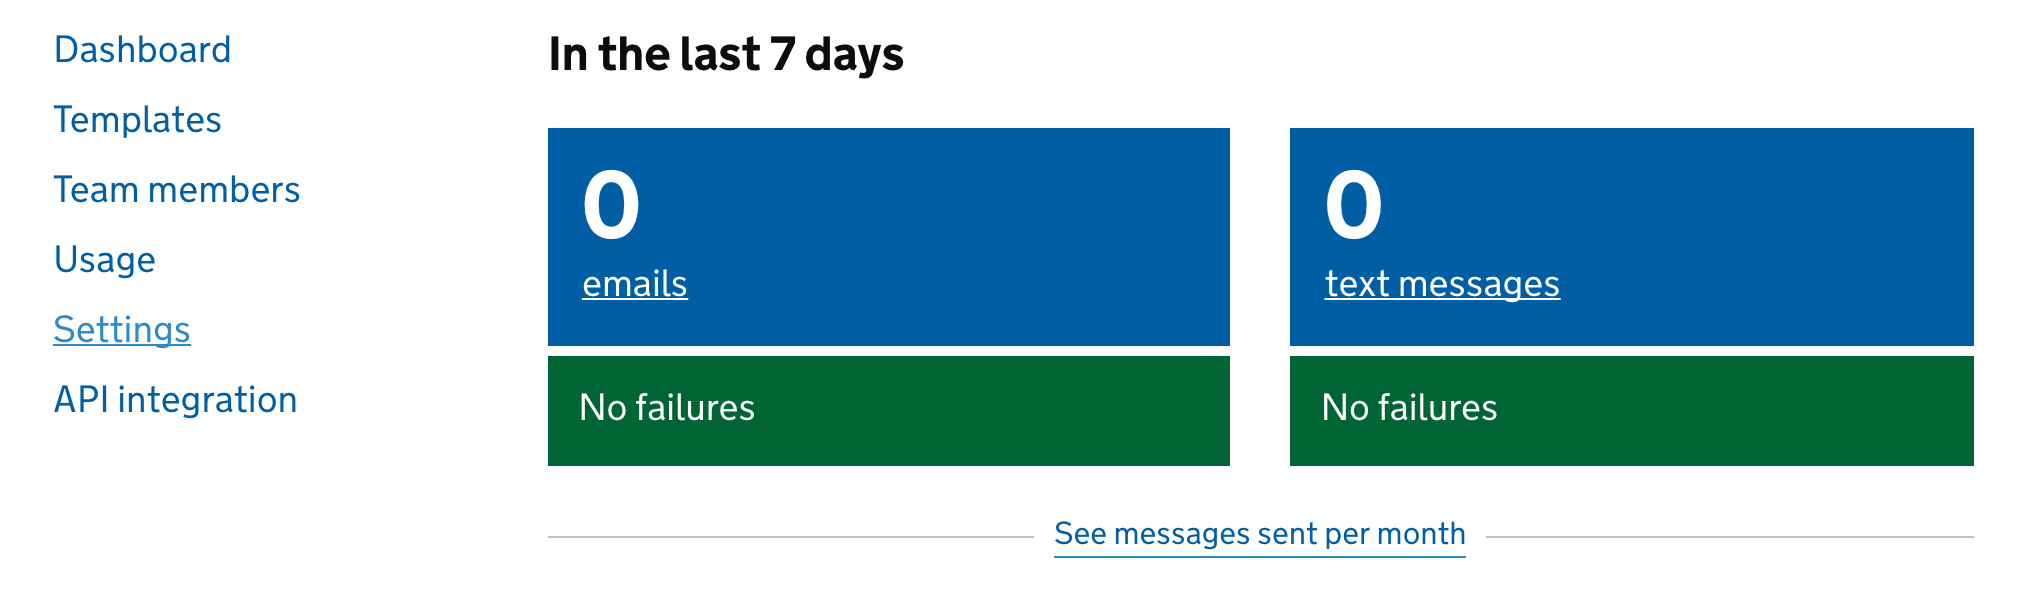 Dashboard
Templates
Team members
Usage
Settings
API integration
In the last 7 days
0
emails
No failures
0
text messages
No failures
See messages sent per month